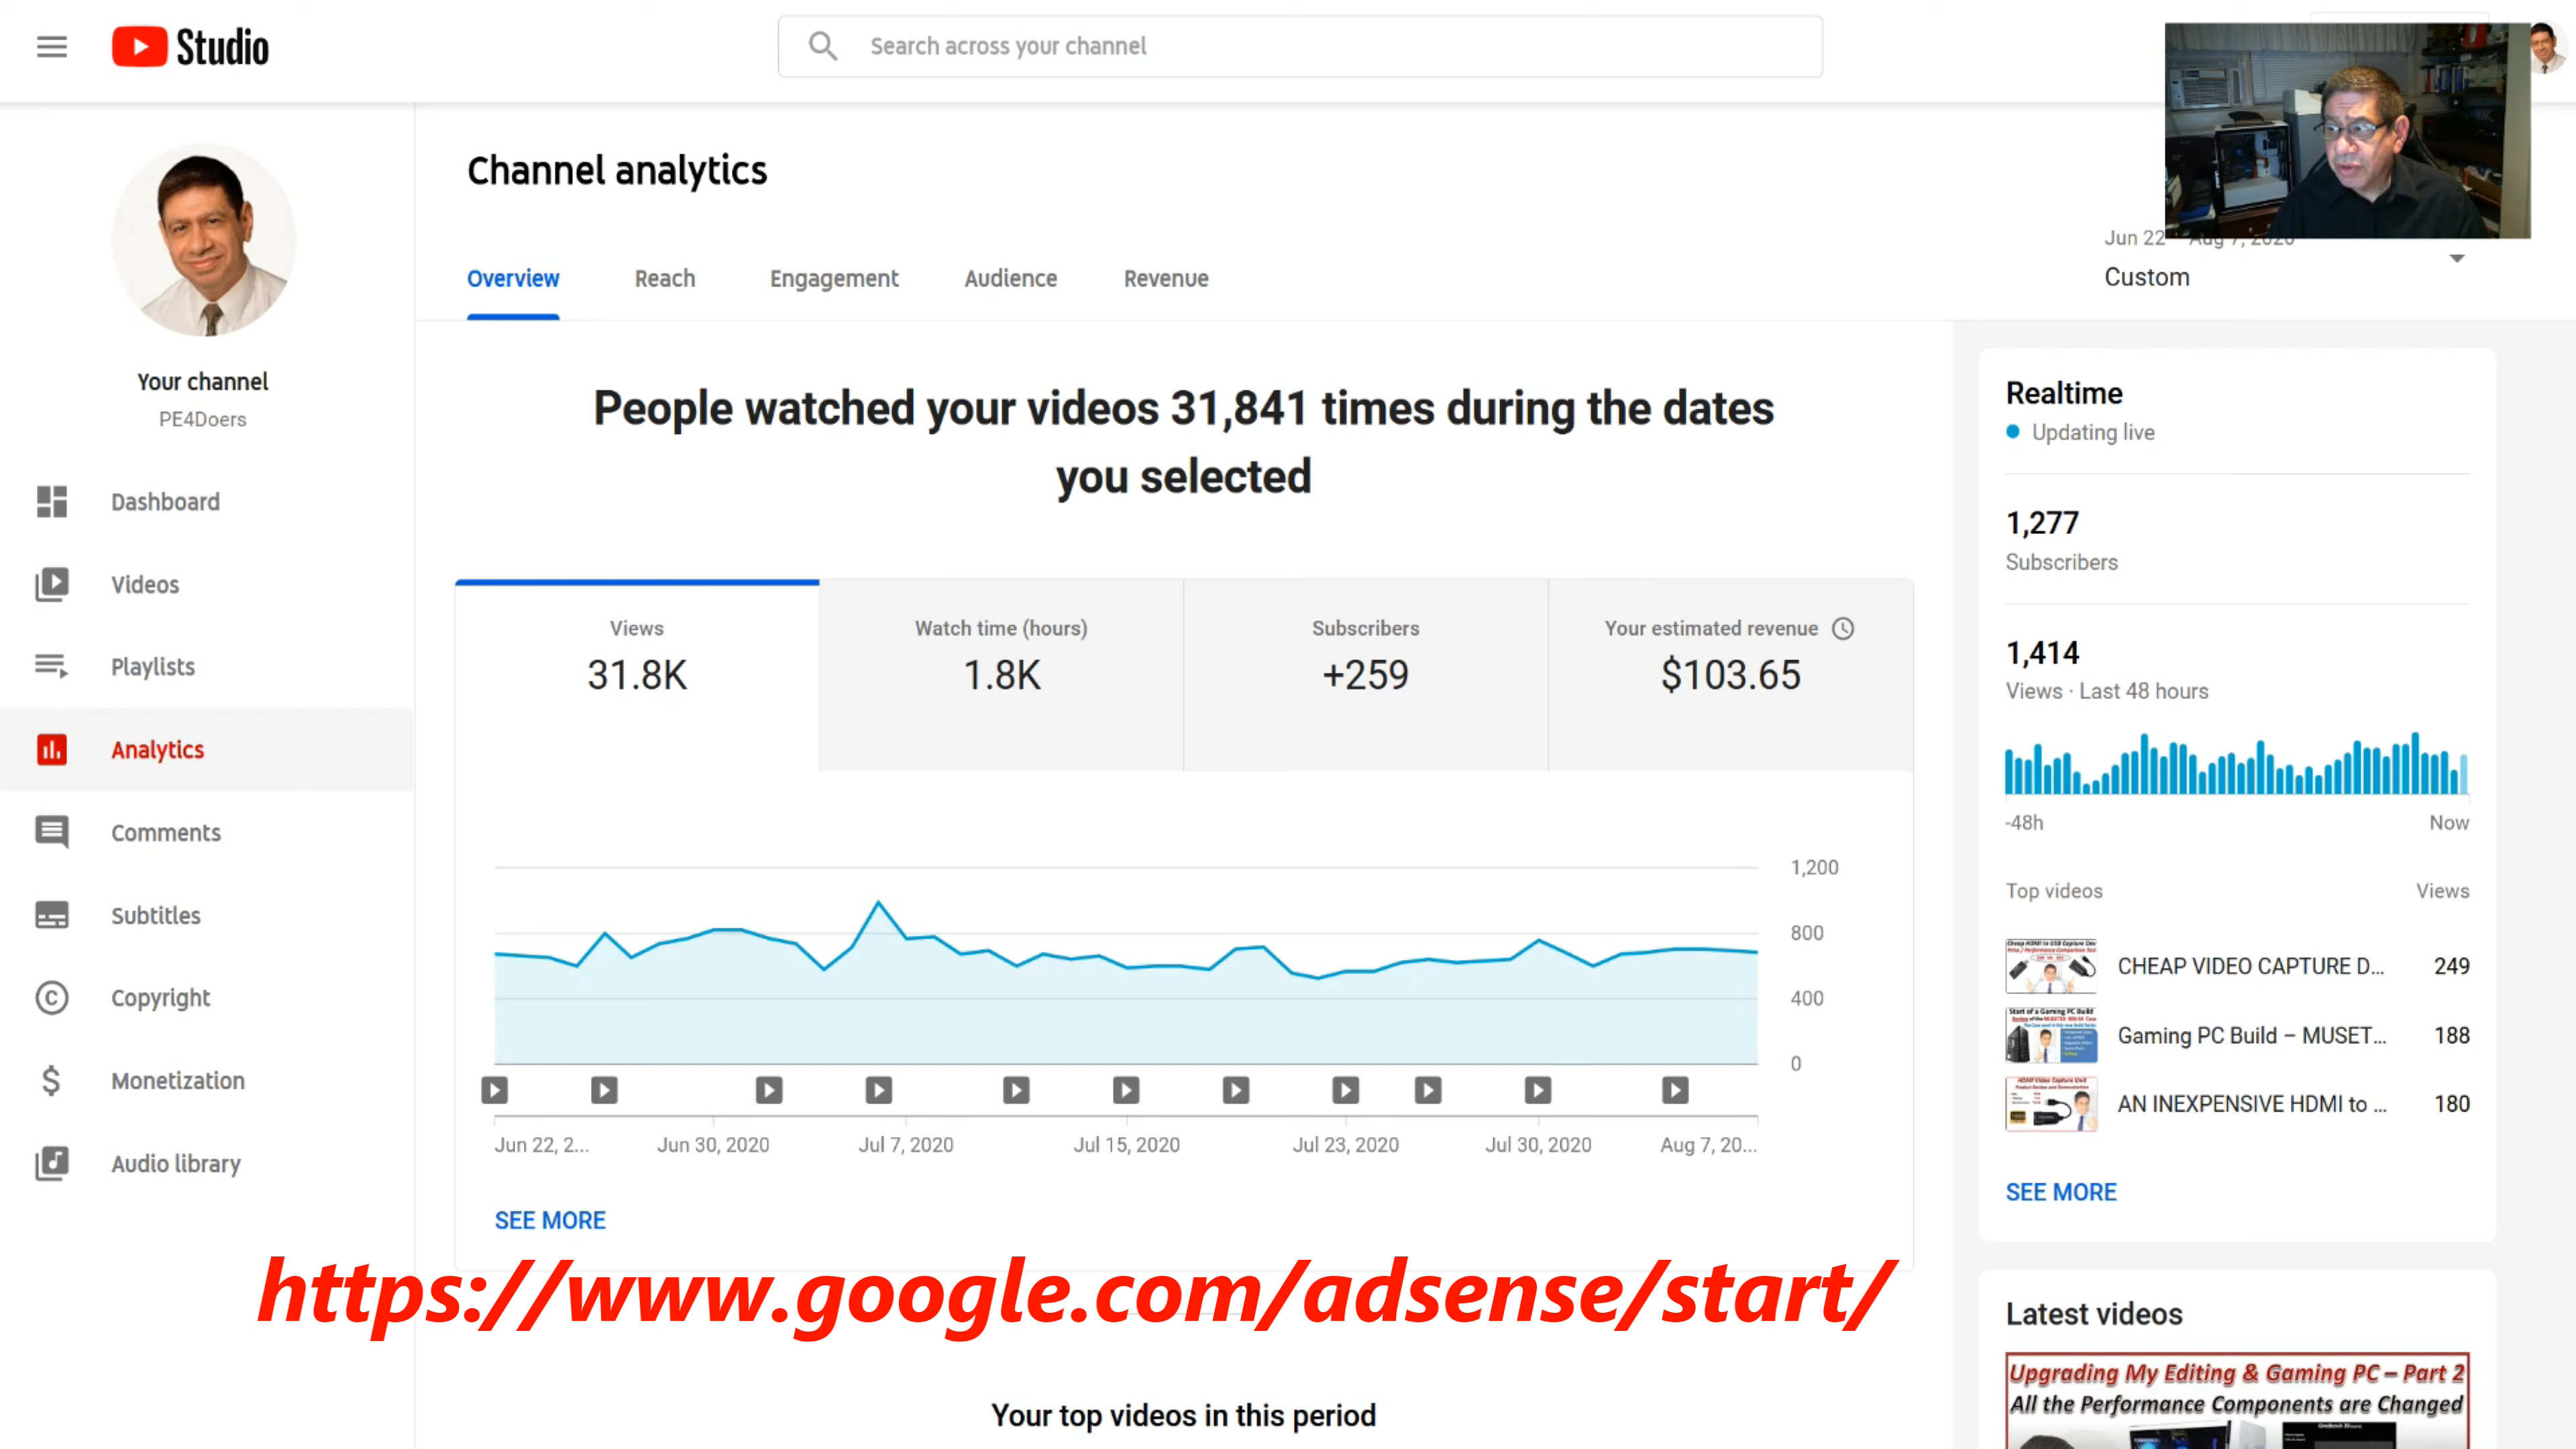 Studio
Search across your channel
Channel analytics
Jun 22
Custom
Overview
Reach
Engagement
Audience
Revenue
Your channel
PE4Doers
Dashboard
Videos
Playlists
Analytics
Comments
Subtitles
Copyright
Monetization
Audio library
People watched your videos 31,841 times during the dates
you selected
Views
31.8K
Watch time (hours)
1.8K
Subscribers
+259
Your estimated revenue
$103.65
1,200
800
400
0
Jun 22, 2...
Jun 30, 2020
Jul 7, 2020
Jul 15, 2020
Jul 23, 2020
Jul 30, 2020
Aug 7, 20...
SEE MORE
https://www.google.com/adsense/start/
Your top videos in this period
Realtime
Updating live
1,277
Subscribers
1,414
Views · Last 48 hours
-48h
Now
Top videos
Views
CHEAP VIDEO CAPTURE D...
249
Gaming PC Build – MUSET...
188
AN INEXPENSIVE HDMI to ...
180
SEE MORE
Latest videos
Upgrading My Editing & Gaming PC – Part 2
All the Performance Components are Changed